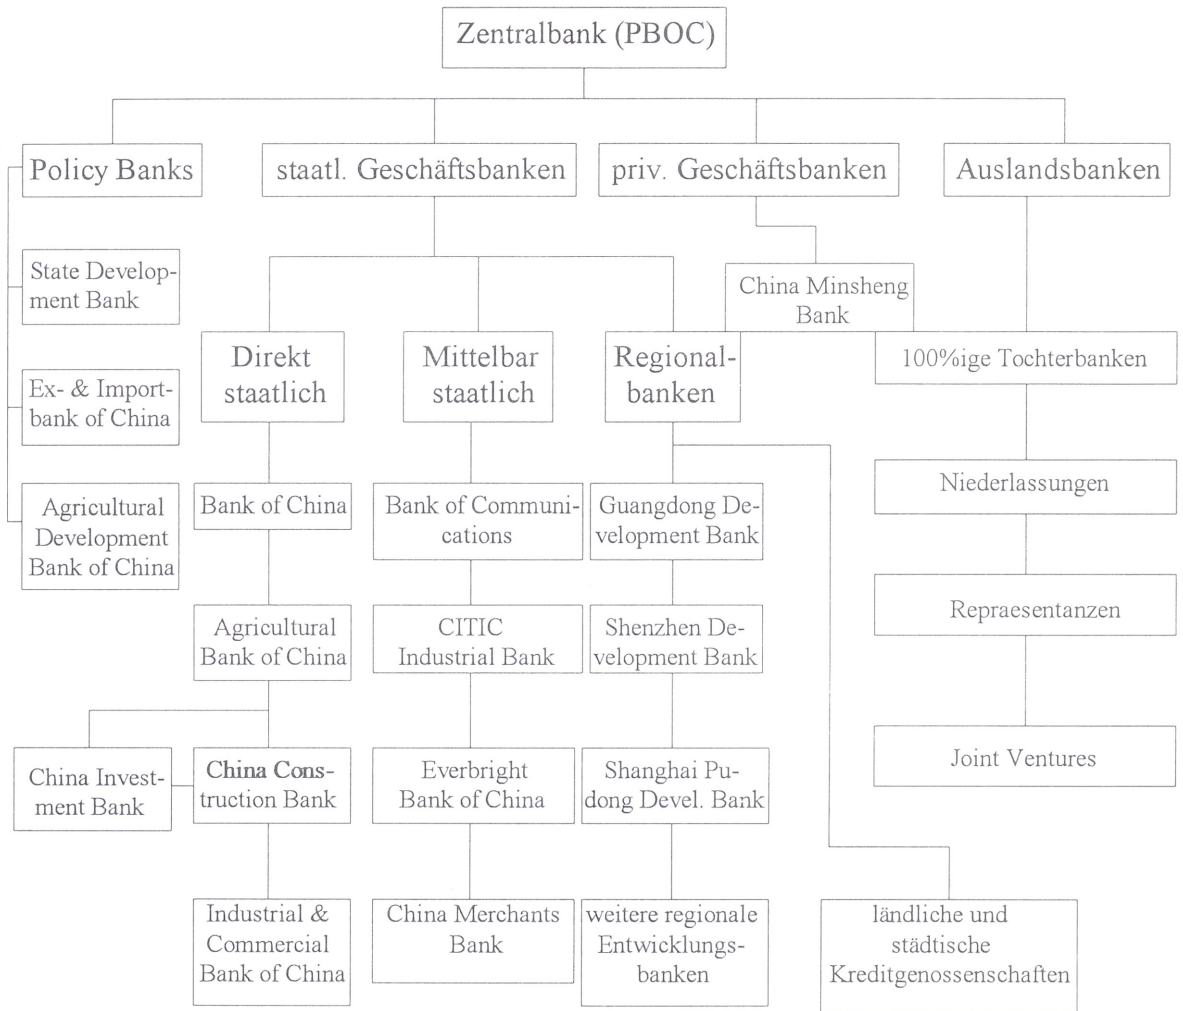 Zentralbank (PBOC)
Policy Banks
staatl. Geschäftsbanken
priv. Geschäftsbanken
Auslandsbanken
State Develop-
ment Bank
Ex- & Import-
bank of China
Agricultural
Development
Bank of China
Direkt
staatlich
Bank of China
Agricultural
Bank of China
China Invest-
ment Bank
China Cons-
truction Bank
Industrial &
Commercial
Bank of China
Mittelbar
staatlich
Bank of Communi-
cations
CITIC
Industrial Bank
Everbright
Bank of China
China Merchants
Bank
Regional-
banken
Guangdong De-
velopment Bank
Shenzhen De-
velopment Bank
Shanghai Pu-
dong Devel. Bank
weitere regionale
Entwicklungs-
banken
ländliche und
städtische
Kreditgenossenschaften
China Minsheng
Bank
100%ige Tochterbanken
Niederlassungen
Repraesentanzen
Joint Ventures